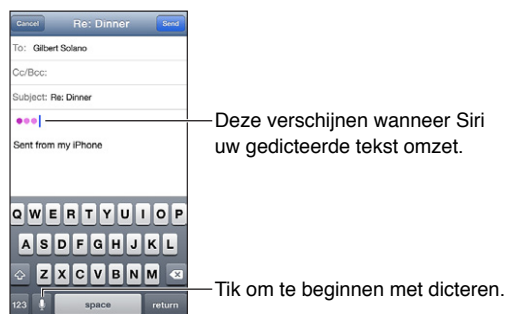 Cancel Re: Dinner Send
To: Gilbert Solano
Cc/Bcc:
Subject: Re: Dinner
Deze verschijnen wanneer Siri
uw gedicteerde tekst omzet.
Sent from my iPhone
Q W E R T Y U I O P
A S D F G H J K L
Z X C V B N M
Tik om te beginnen met dicteren.
123 space return